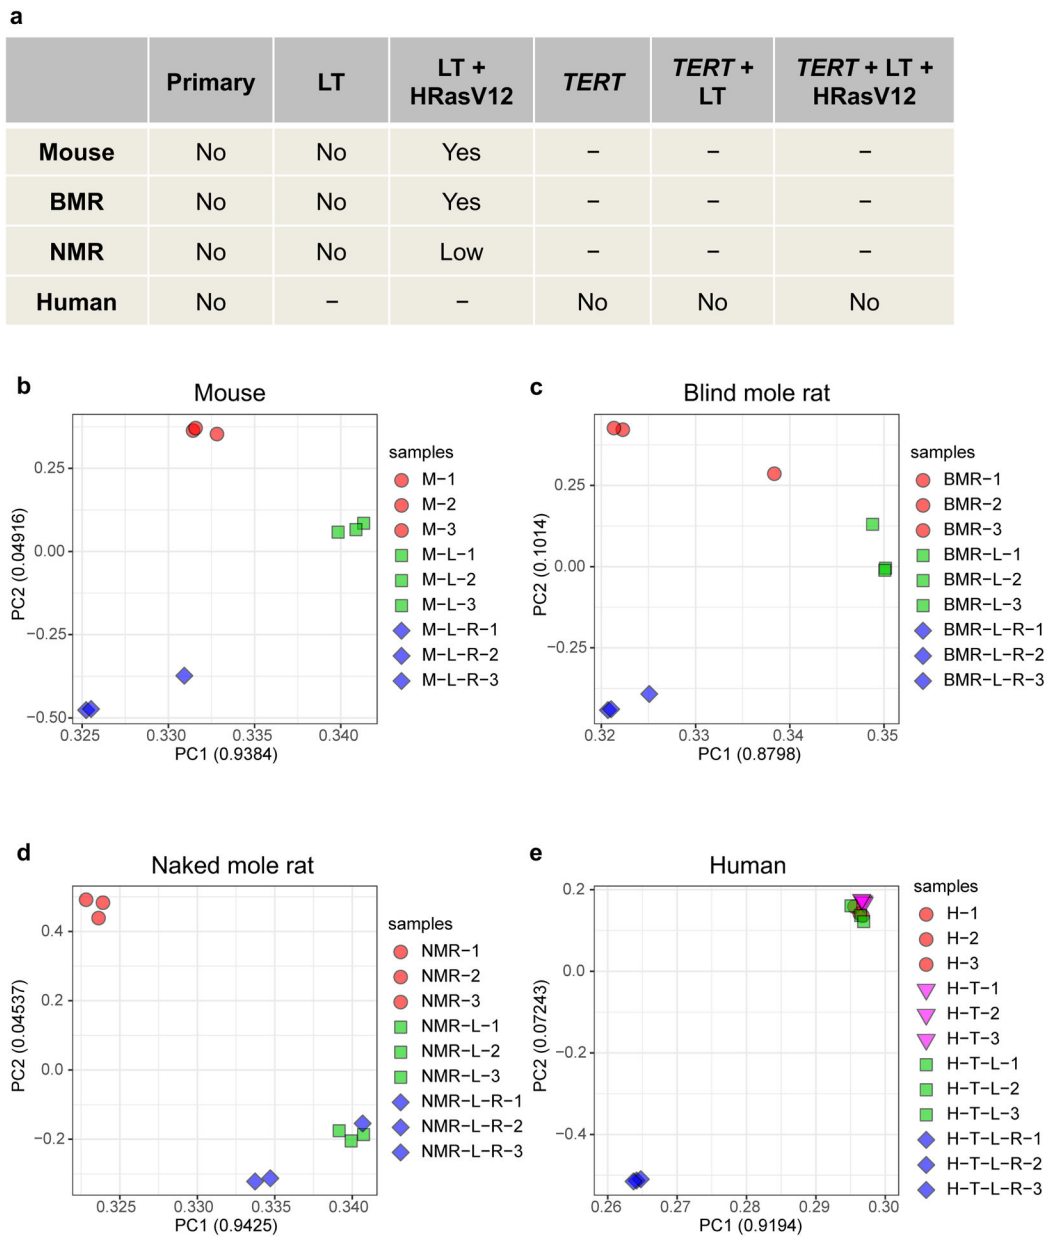 a
Primary LT LT + HRasV12 TERT TERT + LT TERT + LT + HRasV12
Mouse No No Yes − − −
BMR No No Yes − − −
NMR No No Low − − −
Human No − − No No No
b
Mouse
PC2 (0.04916)
0.25
0.00
−0.25
−0.50
0.325 0.330 0.335 0.340
PC1 (0.9384)
samples
M−1
M−2
M−3
M−L−1
M−L−2
M−L−3
M−L−R−1
M−L−R−2
M−L−R−3
c
Blind mole rat
PC2 (0.1014)
0.25
0.00
−0.25
0.32 0.33 0.34 0.35
PC1 (0.8798)
samples
BMR−1
BMR−2
BMR−3
BMR−L−1
BMR−L−2
BMR−L−3
BMR−L−R−1
BMR−L−R−2
BMR−L−R−3
d
Naked mole rat
PC2 (0.04537)
0.4
0.2
0.0
−0.2
0.325 0.330 0.335 0.340
PC1 (0.9425)
samples
NMR−1
NMR−2
NMR−3
NMR−L−1
NMR−L−2
NMR−L−3
NMR−L−R−1
NMR−L−R−2
NMR−L−R−3
e
Human
PC2 (0.07243)
0.2
0.0
−0.2
−0.4
0.26 0.27 0.28 0.29 0.30
PC1 (0.9194)
samples
H−1
H−2
H−3
H−T−1
H−T−2
H−T−3
H−T−L−1
H−T−L−2
H−T−L−3
H−T−L−R−1
H−T−L−R−2
H−T−L−R−3